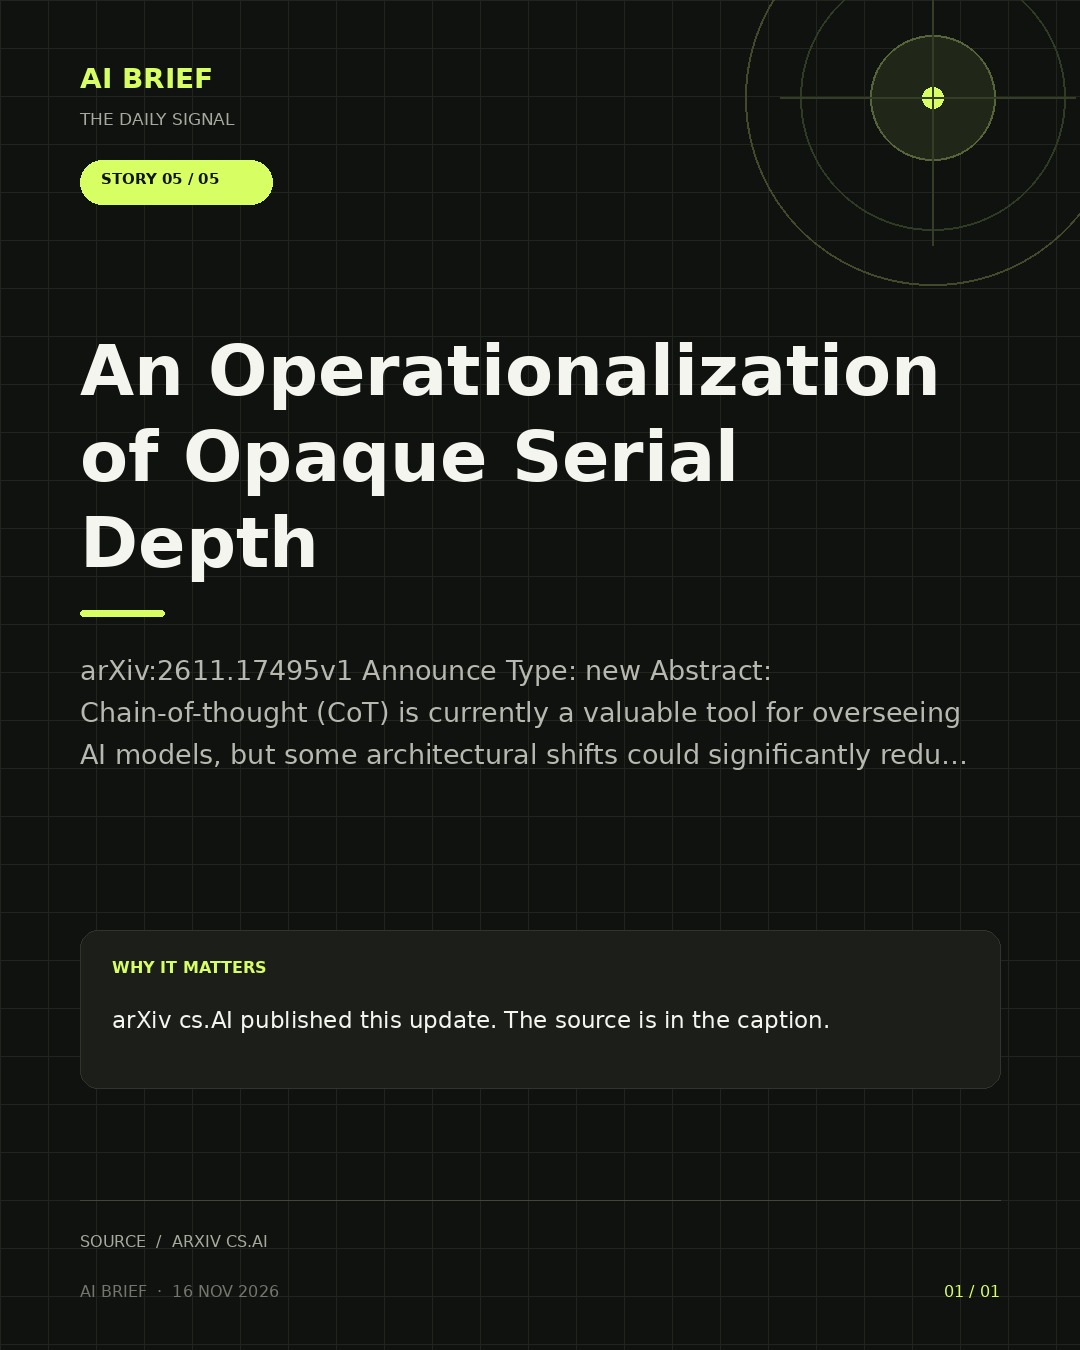 AI BRIEF
THE DAILY SIGNAL
STORY 05 / 05
An Operationalization
of Opaque Serial
Depth
arXiv:2611.17495v1 Announce Type: new Abstract:
Chain-of-thought (CoT) is currently a valuable tool for overseeing
AI models, but some architectural shifts could significantly redu…
WHY IT MATTERS
arXiv cs.AI published this update. The source is in the caption.
SOURCE / ARXIV CS.AI
AI BRIEF · 16 NOV 2026
01 / 01